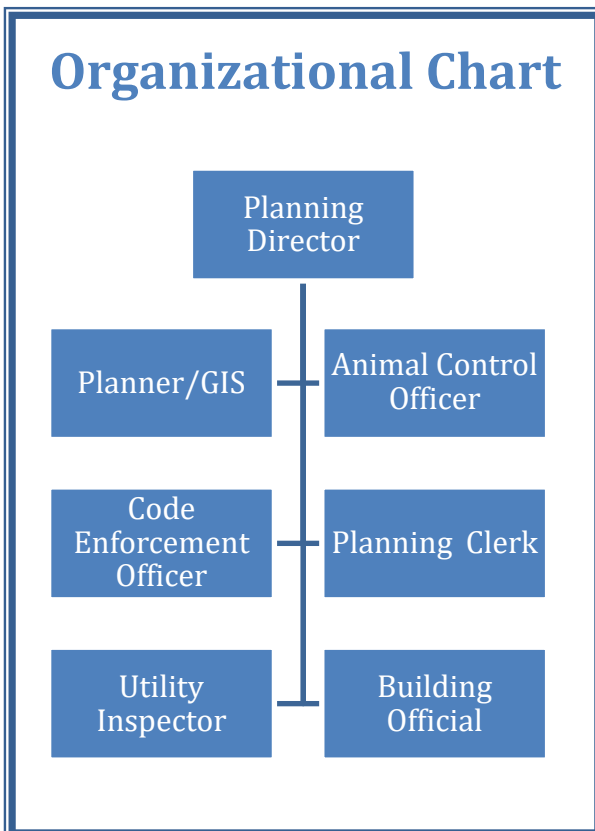 Organizational Chart
Planning
Director
Planner/GIS
Animal Control
Officer
Code
Enforcement
Officer
Planning Clerk
Utility
Inspector
Building
Official